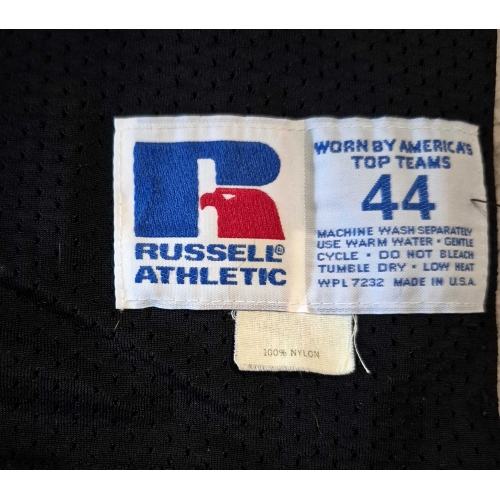 RUSSELL®
ATHLETIC
WORN BY AMERICA'S
TOP TEAMS
44
MACHINE WASH SEPARATELY
USE WARM WATER • GENTLE
CYCLE • DO NOT BLEACH
TUMBLE DRY • LOW HEAT
WPL 7232 MADE IN U.S.A.
100% NYLON